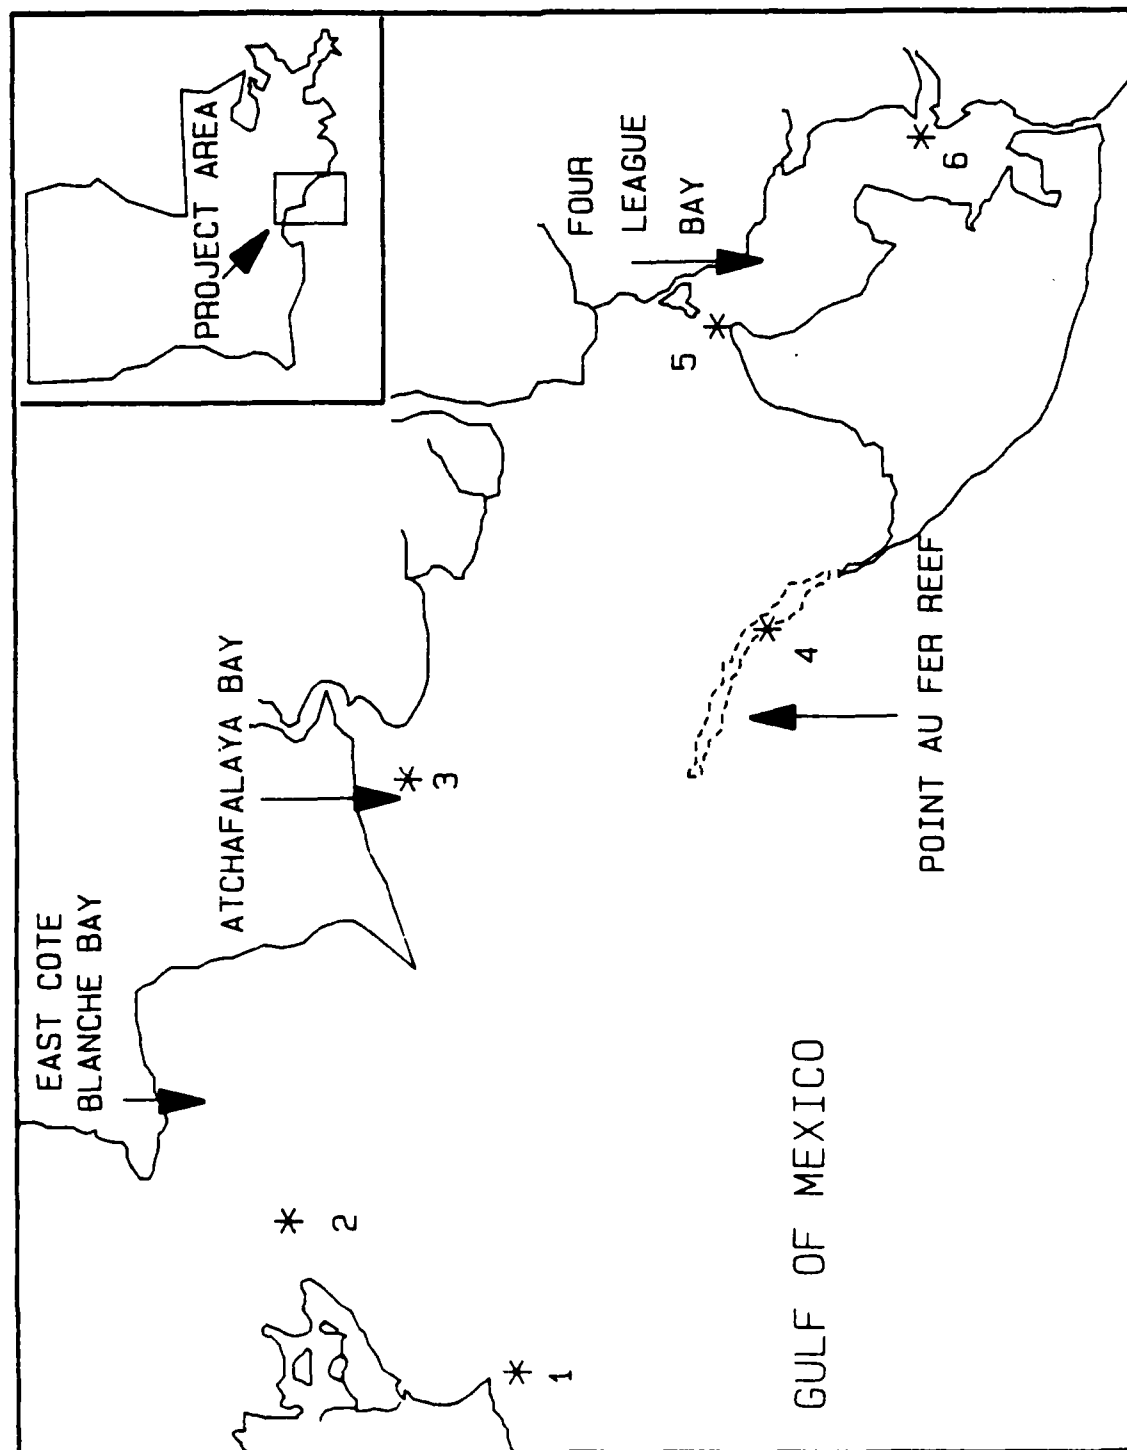 PROJECT AREA
EAST COTE
BLANCHE BAY
ATCHAFALAYA BAY
FOUR
LEAGUE
BAY
2
3
5
6
1
4
POINT AU FER REEF
GULF OF MEXICO